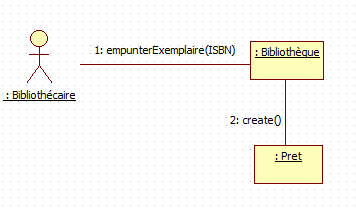 1: empunterExemplaire(ISBN)
: Bibliothèque
: Bibliothécaire
2: create()
: Pret